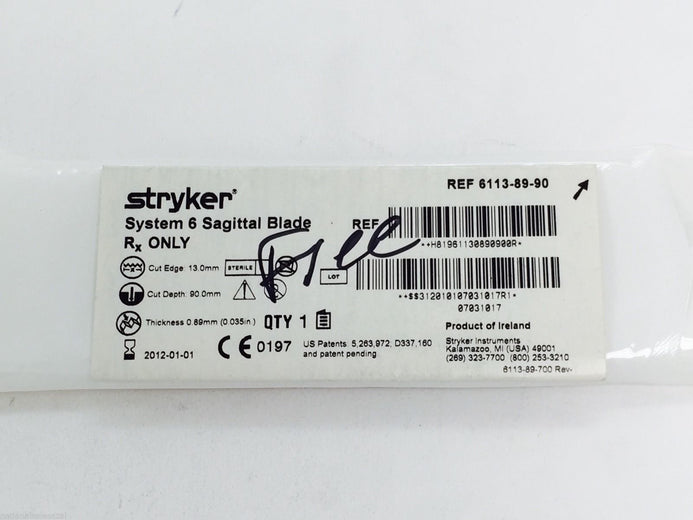 stryker®
REF 6113-89-90
System 6 Sagittal Blade
REF
Rx ONLY
**H81961130890900R*
Free
Cut Edge: 13.0mm
STERILE
LOT
Cut Depth: 90.0mm
**$$312010107031017R1*
07031017
Thickness 0.89mm (0.035in.)
QTY 1
Product of Ireland
2012-01-01
CE 0197
US Patents: 5,263,972; D337,160
and patent pending.
Stryker Instruments
Kalamazoo, MI (USA) 49001
(269) 323-7700 (800) 253-3210
6113-89-700 Rev-